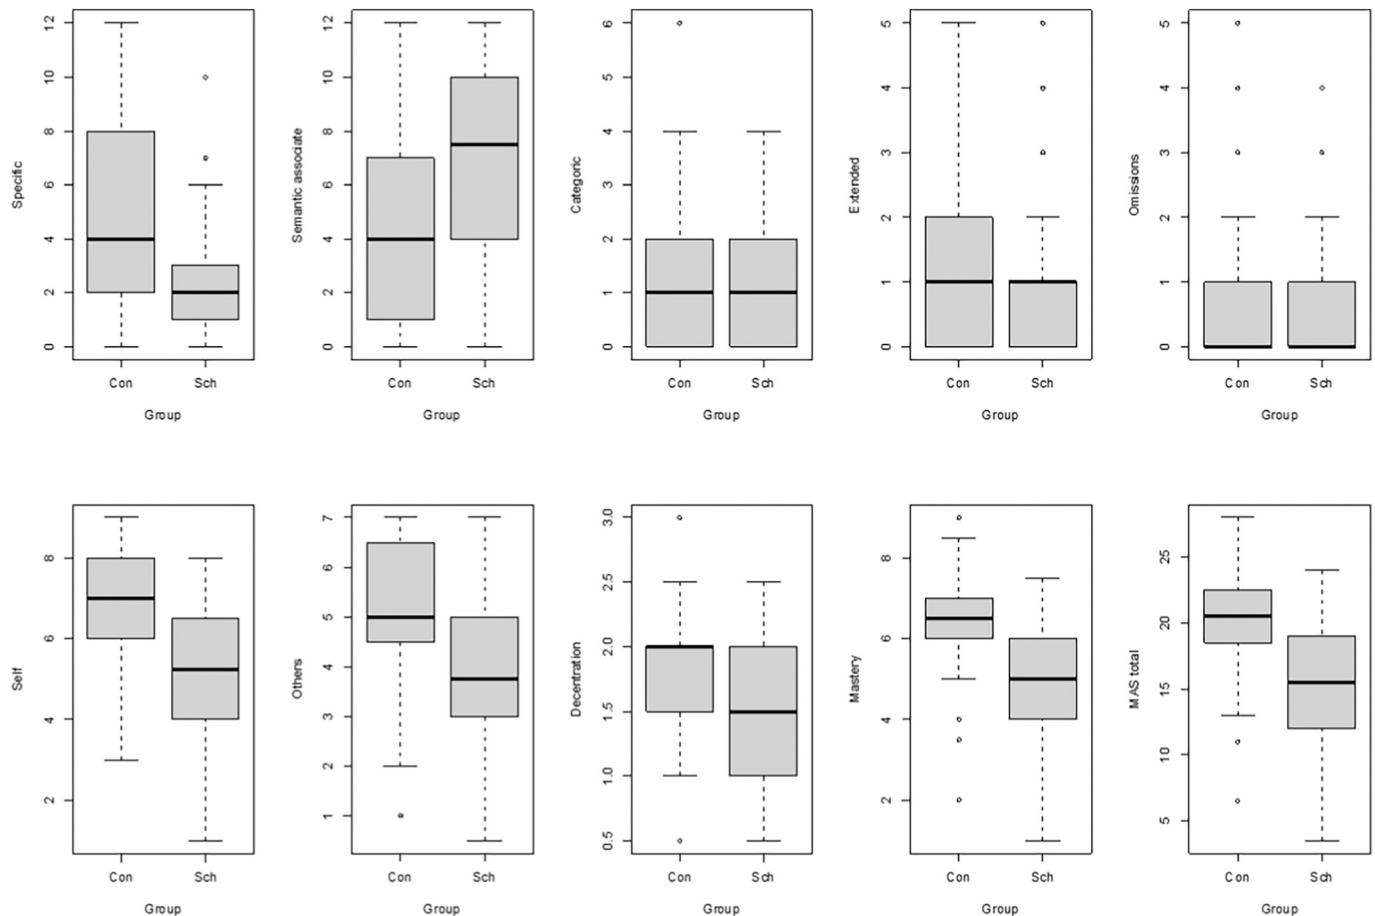 Specific
12
10
8
6
4
2
0
Con Sch
Group
Semantic associate
12
10
8
6
4
2
0
Con Sch
Group
Categoric
6
5
4
3
2
1
0
Con Sch
Group
Extended
5
4
3
2
1
0
Con Sch
Group
Omissions
5
4
3
2
1
0
Con Sch
Group
Self
8
6
4
2
Con Sch
Group
Others
7
6
5
4
3
2
1
Con Sch
Group
Decentration
3.0
2.5
2.0
1.5
1.0
0.5
Con Sch
Group
Mastery
8
6
4
2
Con Sch
Group
MAS total
25
20
15
10
5
Con Sch
Group